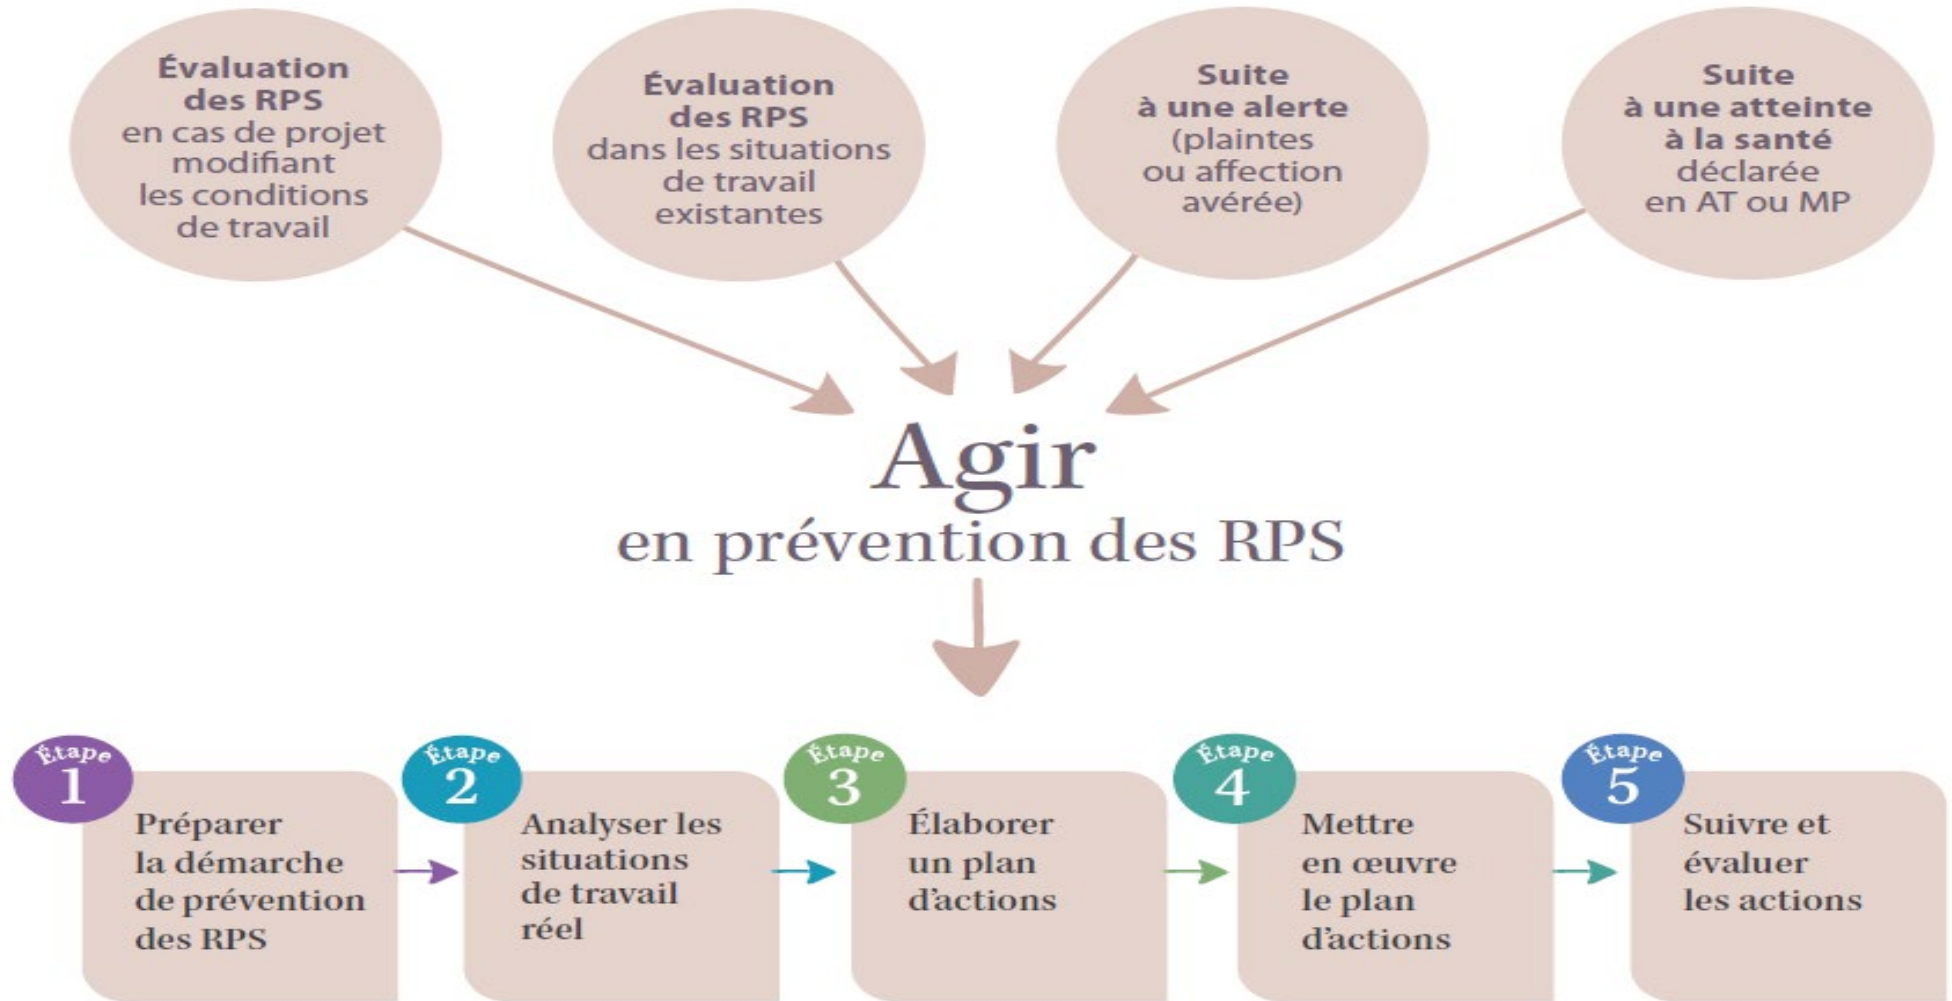 Évaluation
des RPS
en cas de projet
modifiant
les conditions
de travail
Évaluation
des RPS
dans les situations
de travail
existantes
Suite
à une alerte
(plaintes
ou affection
avérée)
Suite
à une atteinte
à la santé
déclarée
en AT ou MP
Agir
en prévention des RPS
Étape
1
Préparer
la démarche
de prévention
des RPS
Étape
2
Analyser les
situations
de travail
réel
Étape
3
Élaborer
un plan
d’actions
Étape
4
Mettre
en œuvre
le plan
d’actions
Étape
5
Suivre et
évaluer
les actions